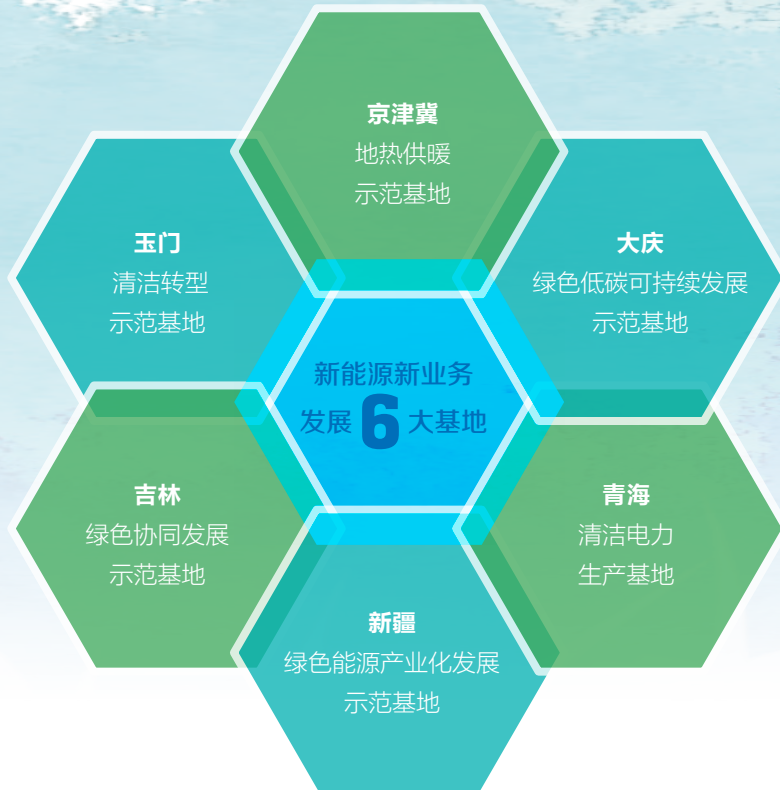 京津冀
地热供暖
示范基地
玉门
清洁转型
示范基地
大庆
绿色低碳可持续发展
示范基地
新能源新业务
发展6大基地
吉林
绿色协同发展
示范基地
青海
清洁电力
生产基地
新疆
绿色能源产业化发展
示范基地